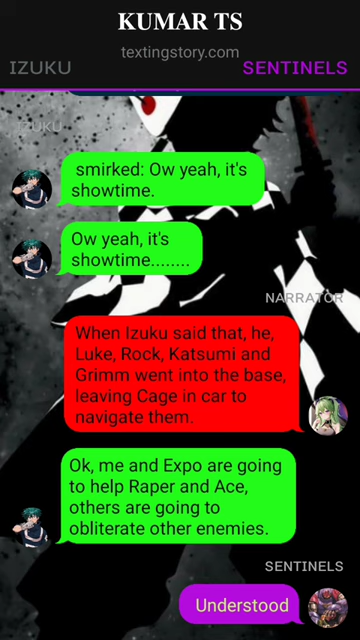 KUMAR TS
textingstory.com
IZUKU
SENTINELS
IZUKU
smirked: Ow yeah, it's
showtime.
Ow yeah, it's
showtime........
NARRATOR
When Izuku said that, he,
Luke, Rock, Katsumi and
Grimm went into the base,
leaving Cage in car to
navigate them.
Ok, me and Expo are going
to help Raper and Ace,
others are going to
obliterate other enemies.
SENTINELS
Understood